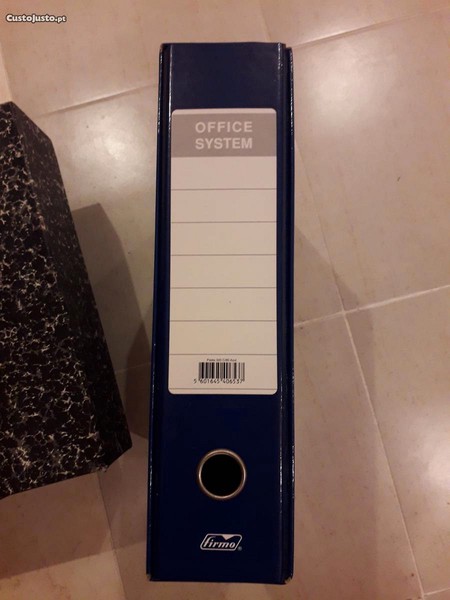 CustoJusto.pt
OFFICE
SYSTEM
5 601645 406537
firmo